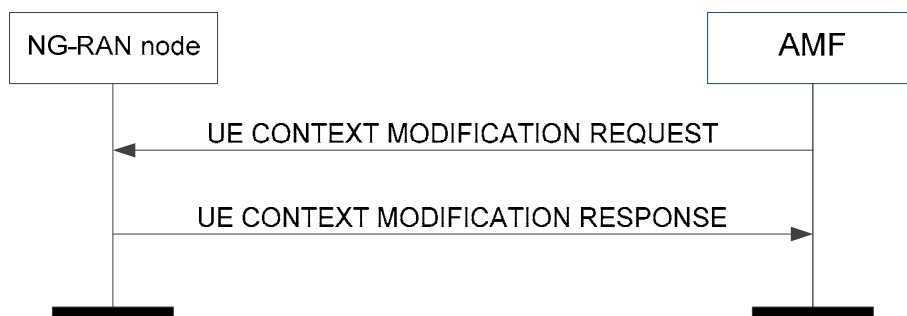 NG-RAN node
AMF
UE CONTEXT MODIFICATION REQUEST
UE CONTEXT MODIFICATION RESPONSE